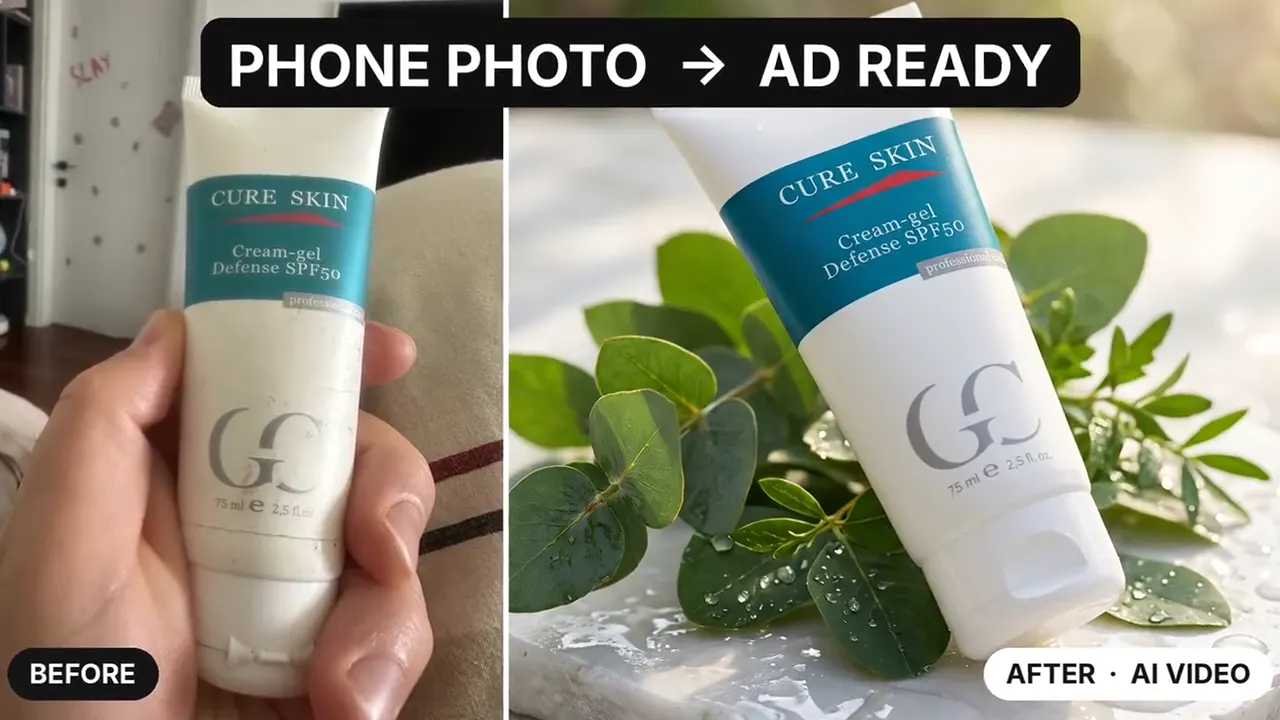 PHONE PHOTO → AD READY
SLAY
CURE SKIN
Cream-gel
Defense SPF50
GC
75 ml e 2,5 fl.oz
BEFORE
CURE SKIN
Cream-gel
Defense SPF50
professional
GC
75 ml e 2,5 fl.oz.
AFTER · AI VIDEO